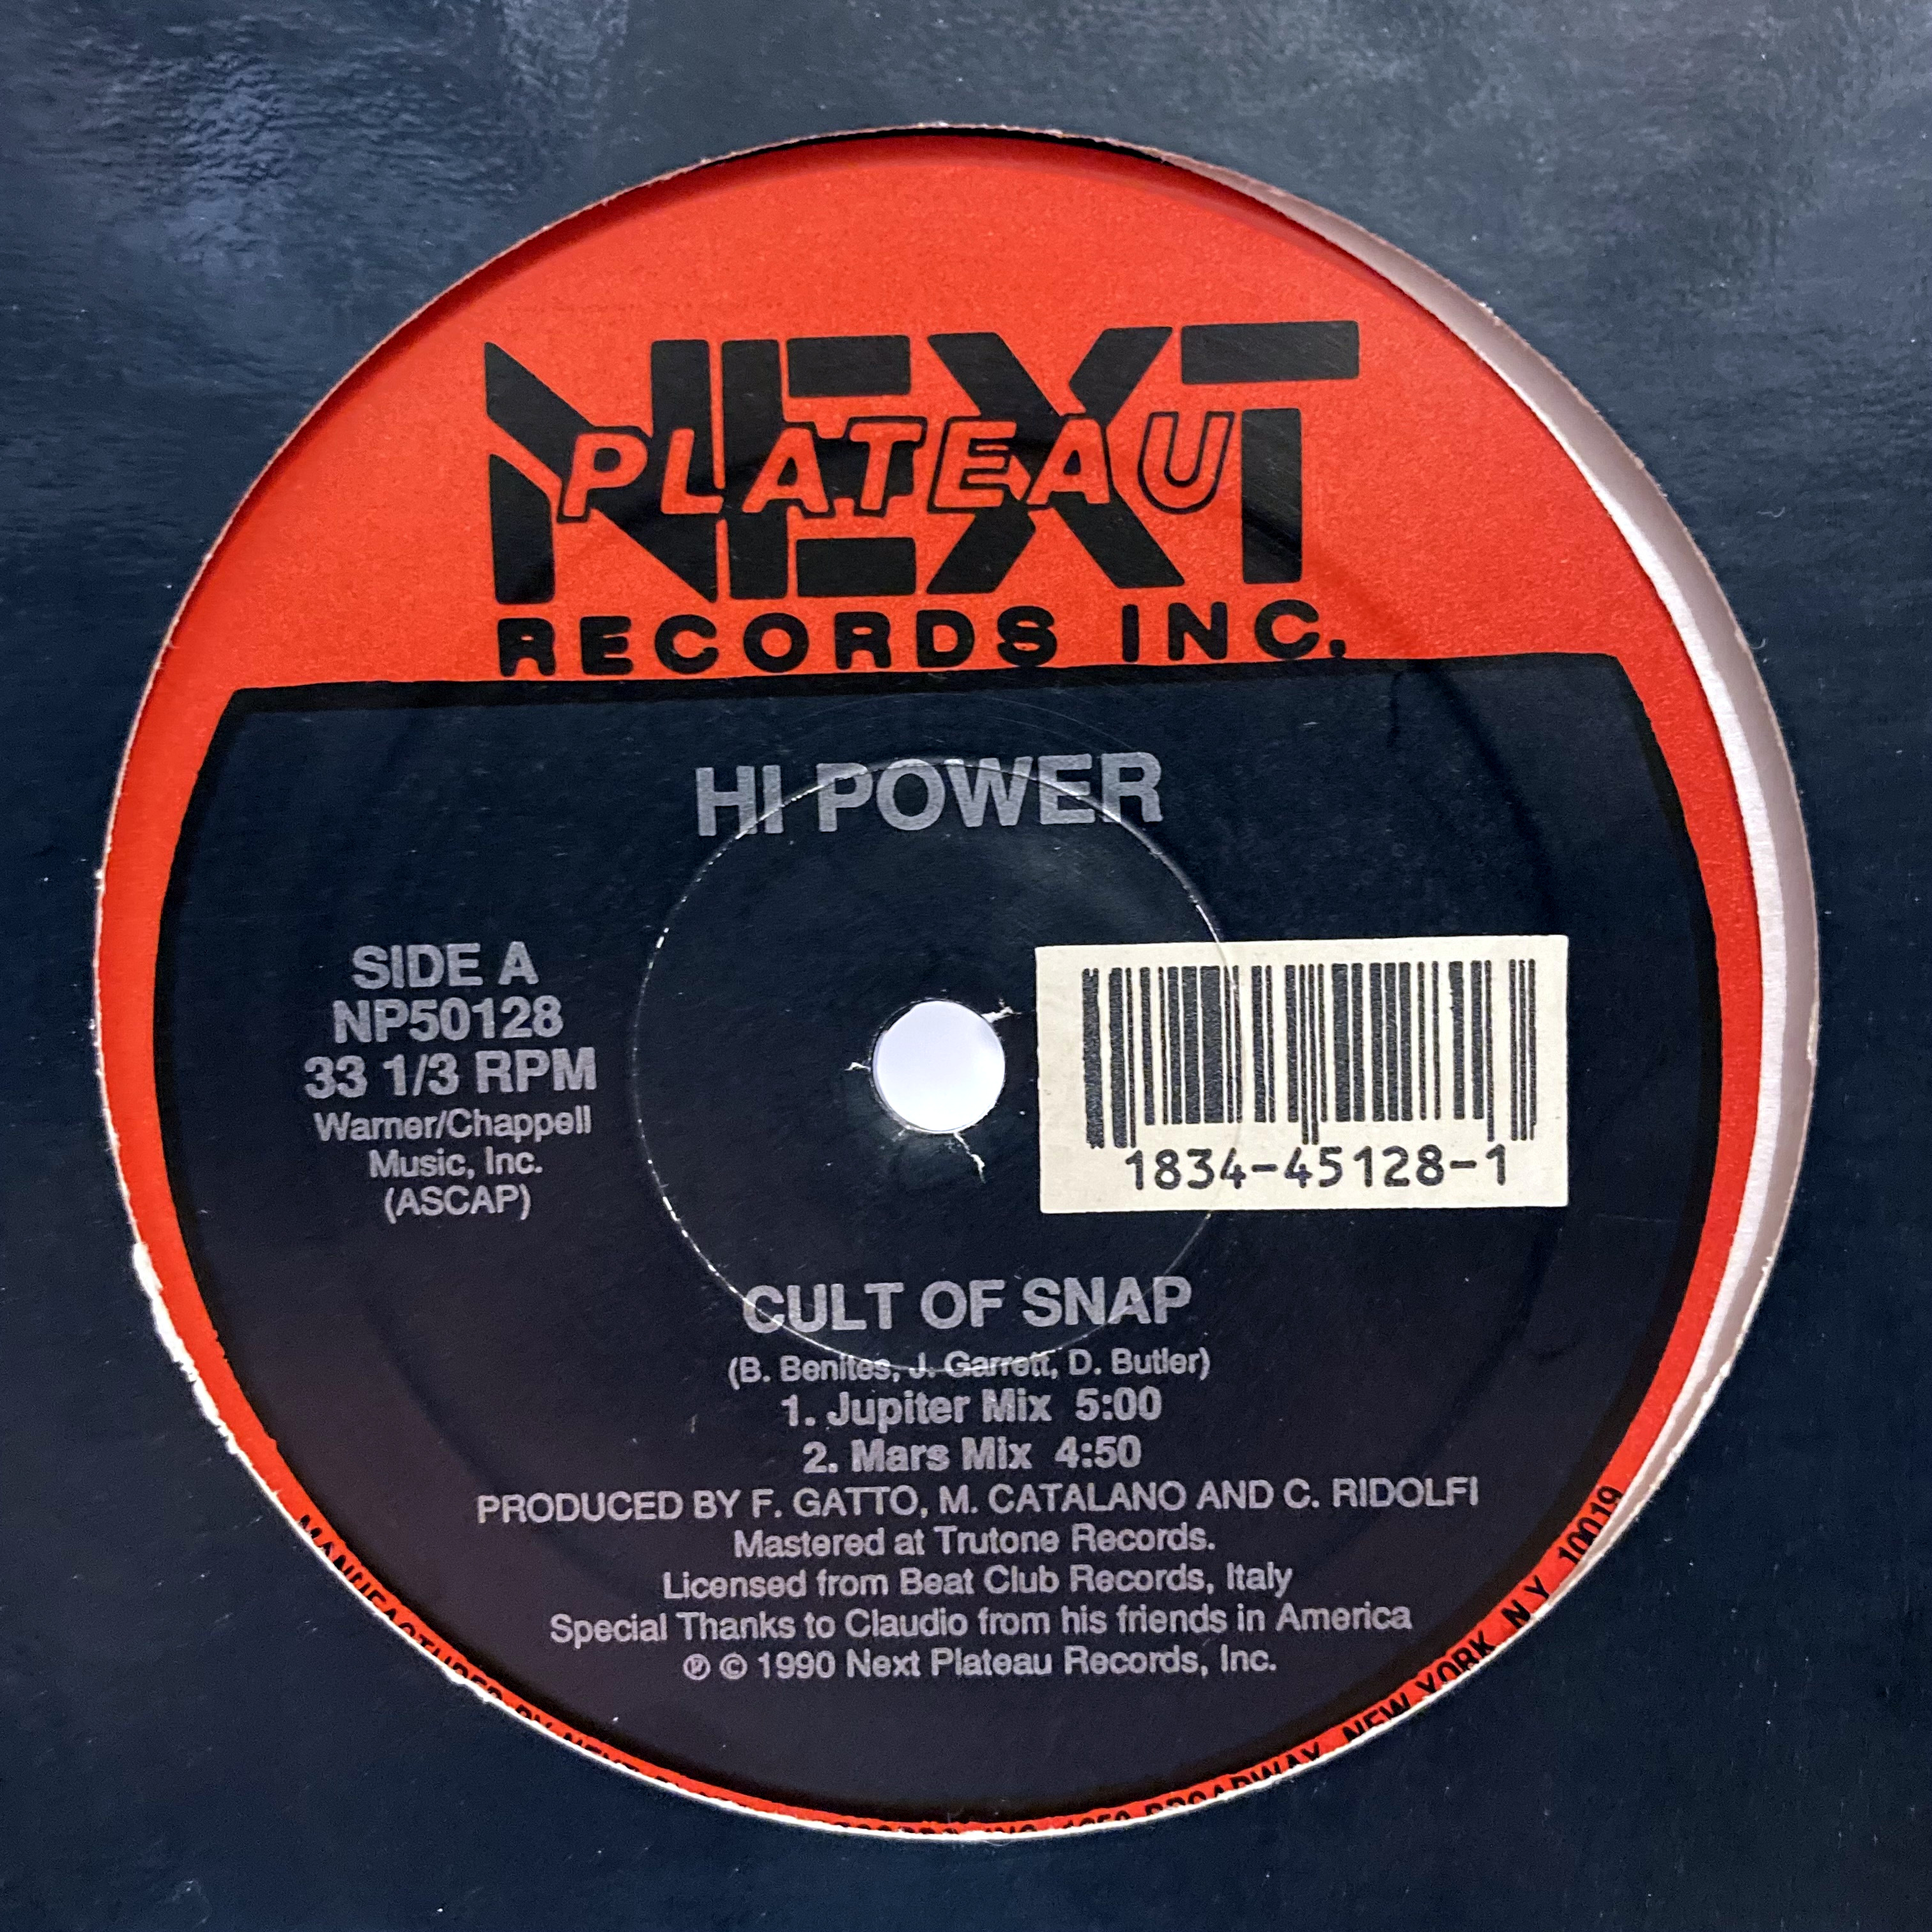 NEXT
PLATEAU
RECORDS INC.
HI POWER
SIDE A
NP50128
33 1/3 RPM
Warner/Chappell
Music, Inc.
(ASCAP)
1834-45128-1
CULT OF SNAP
(B. Benites, J. Garrett, D. Butler)
1. Jupiter Mix 5:00
2. Mars Mix 4:50
PRODUCED BY F. GATTO, M. CATALANO AND C. RIDOLFI
Mastered at Trutone Records.
Licensed from Beat Club Records, Italy
Special Thanks to Claudio from his friends in America
℗ © 1990 Next Plateau Records, Inc.
MANUFACTURED BY NEXT BROADWAY, NEW YORK, N Y 10019